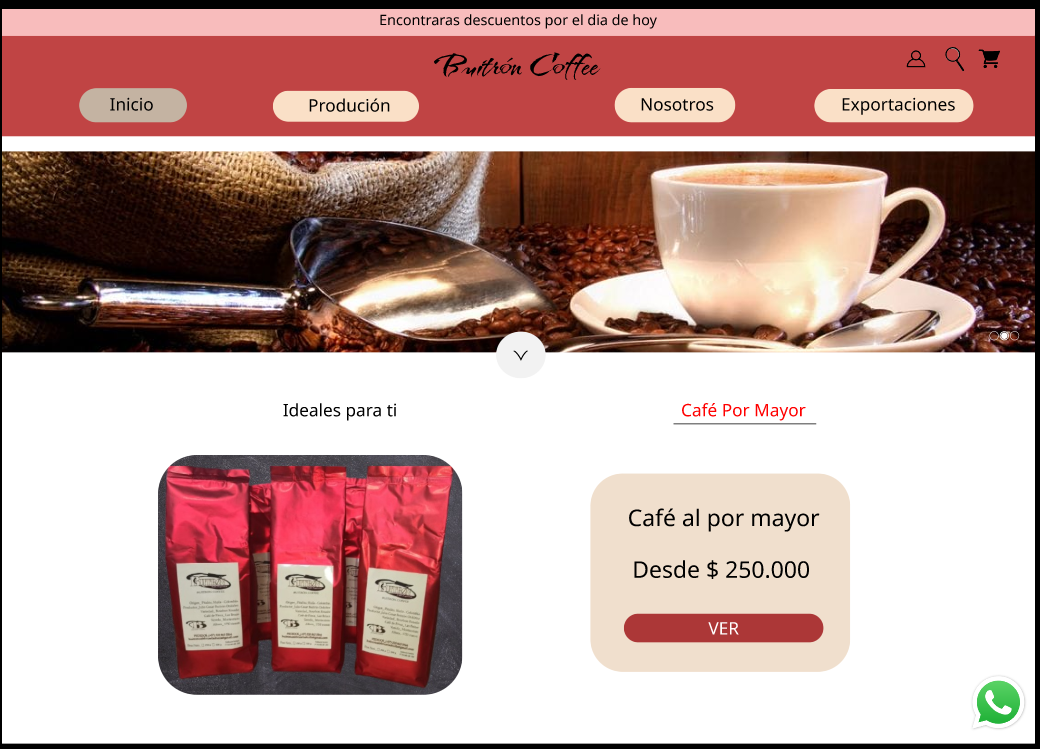 Encontraras descuentos por el dia de hoy
Buitrón Coffee
Inicio
Produción
Nosotros
Exportaciones
Ideales para ti
Café Por Mayor
Café al por mayor
Desde $ 250.000
VER